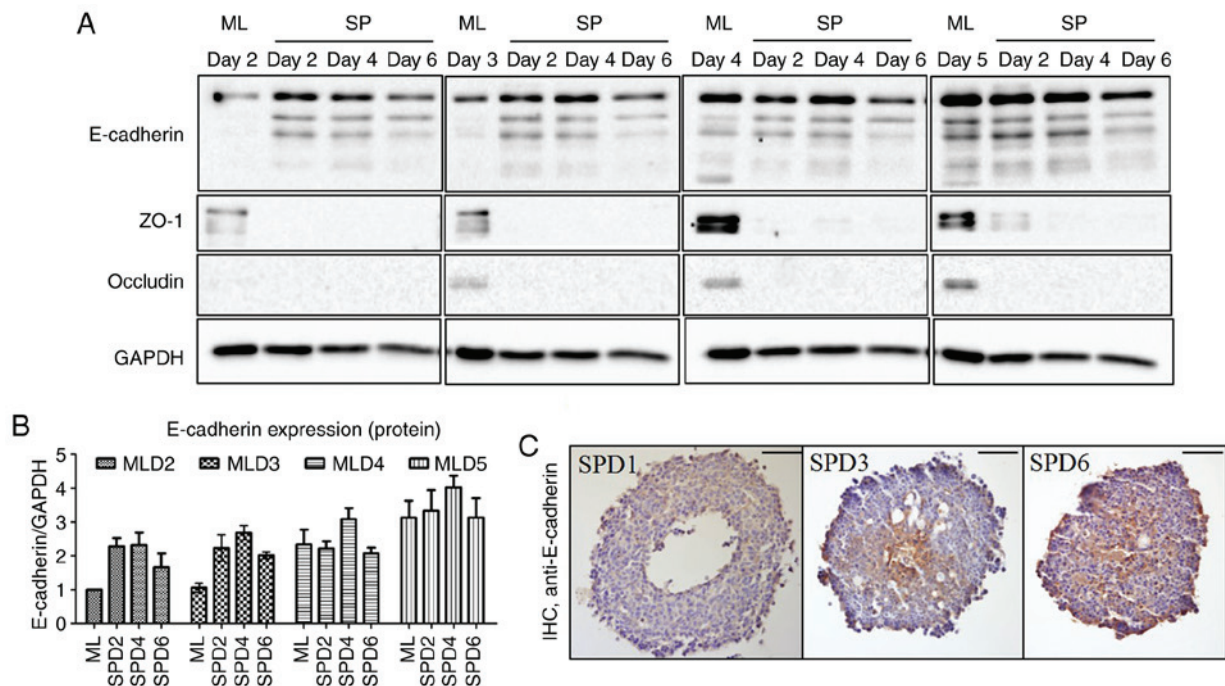 A
ML SP ML SP ML SP ML SP
Day 2 Day 2 Day 4 Day 6 Day 3 Day 2 Day 4 Day 6 Day 4 Day 2 Day 4 Day 6 Day 5 Day 2 Day 4 Day 6
E-cadherin
ZO-1
Occludin
GAPDH
B
E-cadherin expression (protein)
MLD2 MLD3 MLD4 MLD5
E-cadherin/GAPDH
5
4
3
2
1
0
ML SPD2 SPD4 SPD6 ML SPD2 SPD4 SPD6 ML SPD2 SPD4 SPD6 ML SPD2 SPD4 SPD6
C
IHC, anti-E-cadherin
SPD1 SPD3 SPD6